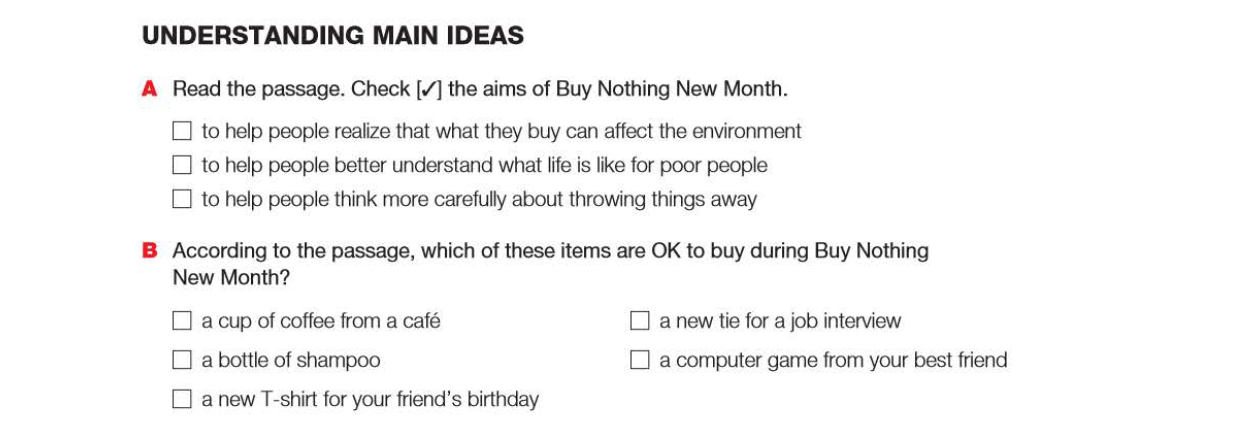 UNDERSTANDING MAIN IDEAS
A Read the passage. Check [✓] the aims of Buy Nothing New Month.
☐ to help people realize that what they buy can affect the environment
☐ to help people better understand what life is like for poor people
☐ to help people think more carefully about throwing things away
B According to the passage, which of these items are OK to buy during Buy Nothing
New Month?
☐ a cup of coffee from a café
☐ a bottle of shampoo
☐ a new T-shirt for your friend's birthday
☐ a new tie for a job interview
☐ a computer game from your best friend